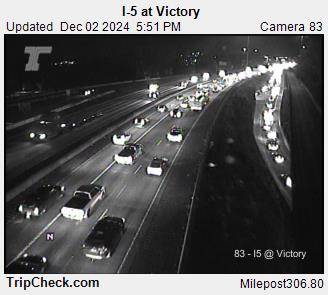 I-5 at Victory
Updated Dec 02 2024 5:51 PM Camera 83
T
N
83 - I5 @ Victory
TripCheck.com Milepost306.80